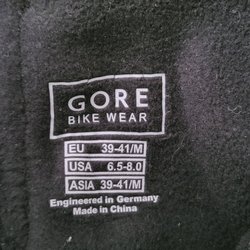 GORE
BIKE WEAR
EU 39-41/M
USA 6.5-8.0
ASIA 39-41/M
Engineered in Germany
Made in China